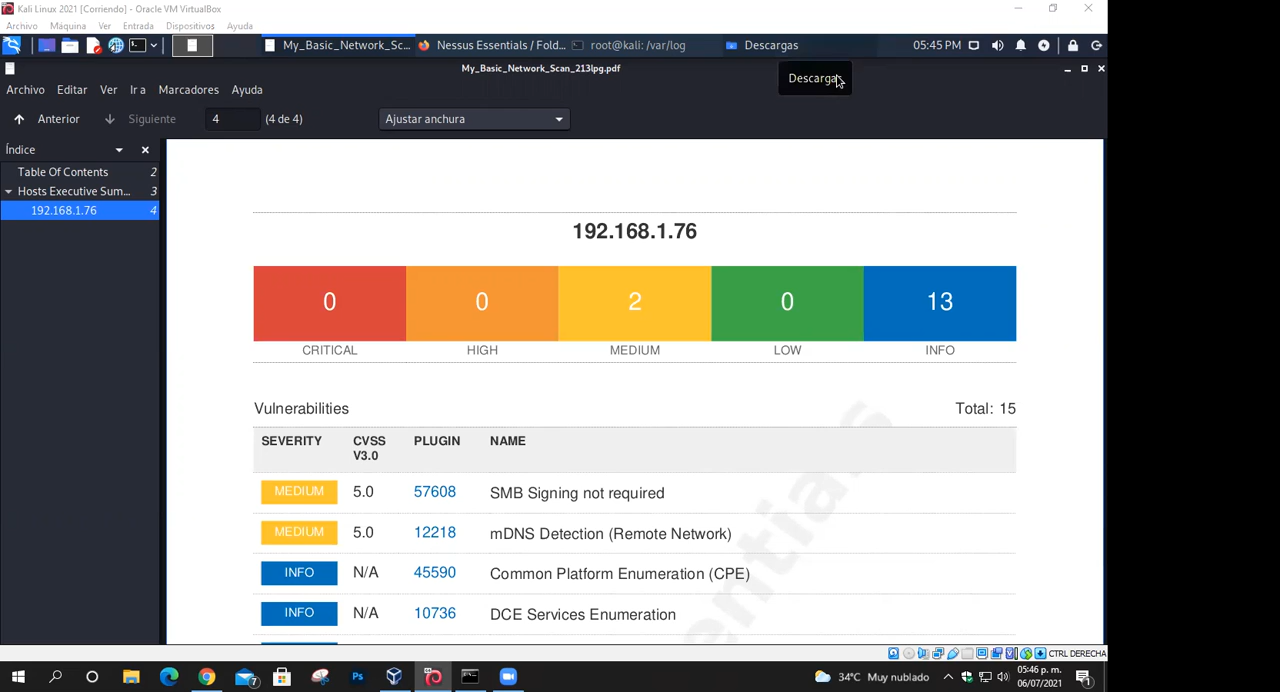 Kali Linux 2021 [Corriendo] - Oracle VM VirtualBox
Archivo Máquina Ver Entrada Dispositivos Ayuda
My_Basic_Network_Sc... Nessus Essentials / Fold... root@kali: /var/log Descargas 05:45 PM
My_Basic_Network_Scan_213lpg.pdf
Descargas
Archivo Editar Ver Ir a Marcadores Ayuda
Anterior Siguiente 4 (4 de 4) Ajustar anchura
Índice
Table Of Contents 2
Hosts Executive Sum... 3
192.168.1.76 4
192.168.1.76
0 0 2 0 13
CRITICAL HIGH MEDIUM LOW INFO
Vulnerabilities Total: 15
SEVERITY CVSS V3.0 PLUGIN NAME
MEDIUM 5.0 57608 SMB Signing not required
MEDIUM 5.0 12218 mDNS Detection (Remote Network)
INFO N/A 45590 Common Platform Enumeration (CPE)
INFO N/A 10736 DCE Services Enumeration
entias
CTRL DERECHA
7 Ps 34°C Muy nublado 05:46 p. m.
06/07/2021 1